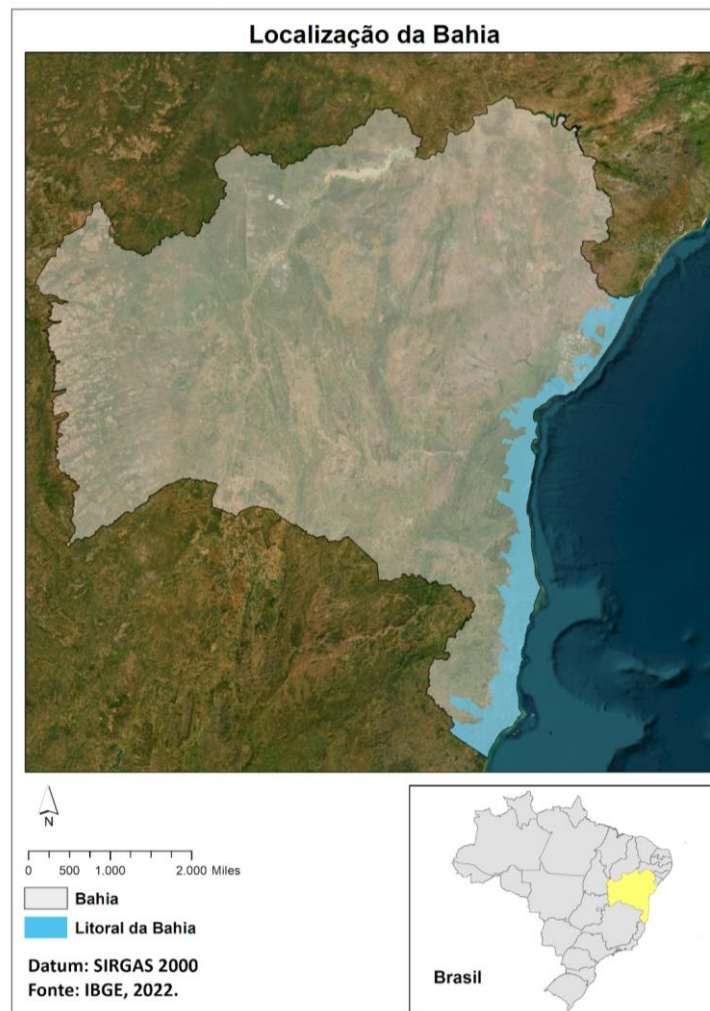 Localização da Bahia
N
0 500 1.000 2.000 Miles
Bahia
Litoral da Bahia
Datum: SIRGAS 2000
Fonte: IBGE, 2022.
Brasil